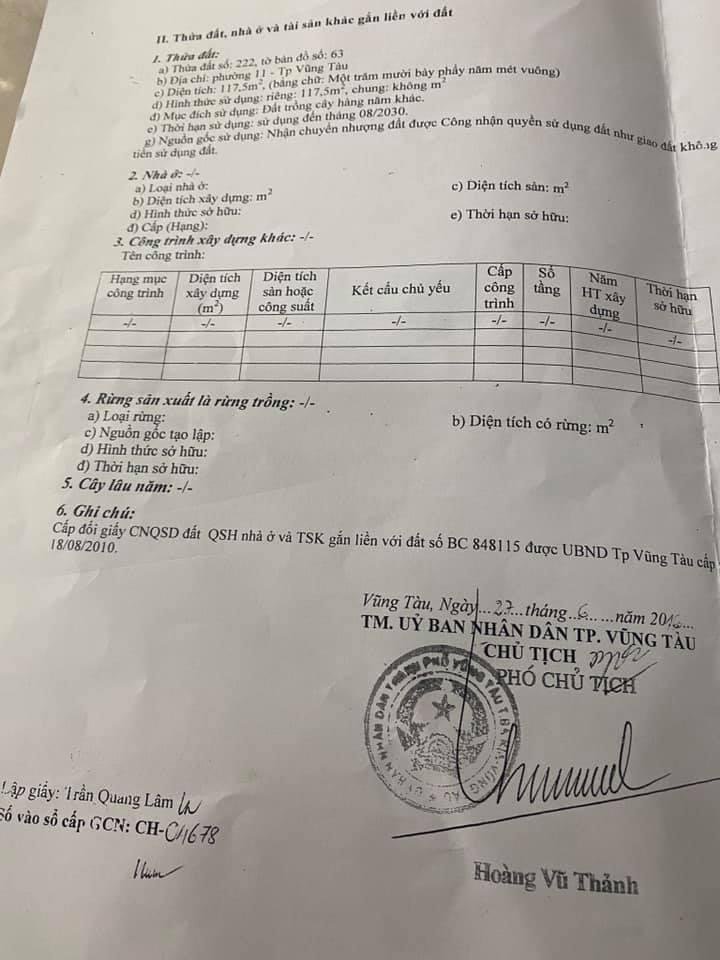 II. Thửa đất, nhà ở và tài sản khác gắn liền với đất
1. Thửa đất:
a) Thửa đất số: 222, tờ bản đồ số: 63
b) Địa chỉ: phường 11 - Tp Vũng Tàu
c) Diện tích: 117,5m², (bằng chữ: Một trăm mười bảy phẩy năm mét vuông)
d) Hình thức sử dụng: riêng: 117,5m², chung: không m²
đ) Mục đích sử dụng: Đất trồng cây hàng năm khác.
e) Thời hạn sử dụng: sử dụng đến tháng 08/2030.
g) Nguồn gốc sử dụng: Nhận chuyển nhượng đất được Công nhận quyền sử dụng đất như giao đất không
tiền sử dụng đất.
2. Nhà ở: -/-
a) Loại nhà ở:
b) Diện tích xây dựng: m²
c) Diện tích sàn: m²
d) Hình thức sở hữu:
e) Thời hạn sở hữu:
đ) Cấp (Hạng):
3. Công trình xây dựng khác: -/-
Tên công trình:
Hạng mục công trình | Diện tích xây dựng (m²) | Diện tích sàn hoặc công suất | Kết cấu chủ yếu | Cấp công trình | Số tầng | Năm HT xây dựng | Thời hạn sở hữu
-/- | -/- | -/- | -/- | -/- | -/- | -/- | -/-
4. Rừng sản xuất là rừng trồng: -/-
a) Loại rừng:
b) Diện tích có rừng: m²
c) Nguồn gốc tạo lập:
d) Hình thức sở hữu:
đ) Thời hạn sở hữu:
5. Cây lâu năm: -/-
6. Ghi chú:
Cấp đổi giấy CNQSD đất QSH nhà ở và TSK gắn liền với đất số BC 848115 được UBND Tp Vũng Tàu cấp
18/08/2010.
Vũng Tàu, Ngày...27...tháng..6......năm 2016...
TM. UỶ BAN NHÂN DÂN TP. VŨNG TÀU
CHỦ TỊCH
PHÓ CHỦ TỊCH
Lập giấy: Trần Quang Lâm
Số vào sổ cấp GCN: CH-04678
Hoàng Vũ Thảnh